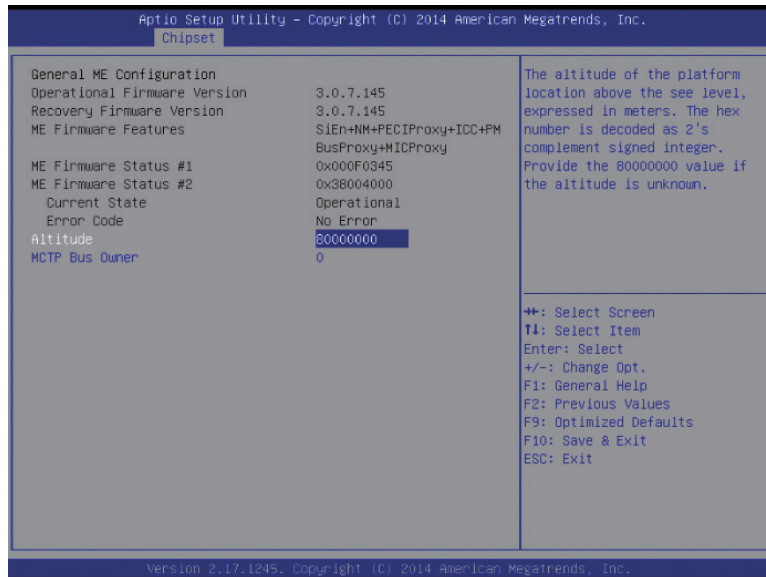 Aptio Setup Utility – Copyright (C) 2014 American Megatrends, Inc.
Chipset
General ME Configuration
Operational Firmware Version 3.0.7.145
Recovery Firmware Version 3.0.7.145
ME Firmware Features SiEn+NM+PECIProxy+ICC+PM
BusProxy+MICProxy
ME Firmware Status #1 0x000F0345
ME Firmware Status #2 0x38004000
Current State Operational
Error Code No Error
Altitude 80000000
MCTP Bus Owner 0
The altitude of the platform
location above the see level,
expressed in meters. The hex
number is decoded as 2's
complement signed integer.
Provide the 80000000 value if
the altitude is unknown.
→←: Select Screen
↑↓: Select Item
Enter: Select
+/-: Change Opt.
F1: General Help
F2: Previous Values
F9: Optimized Defaults
F10: Save & Exit
ESC: Exit
Version 2.17.1245. Copyright (C) 2014 American Megatrends, Inc.